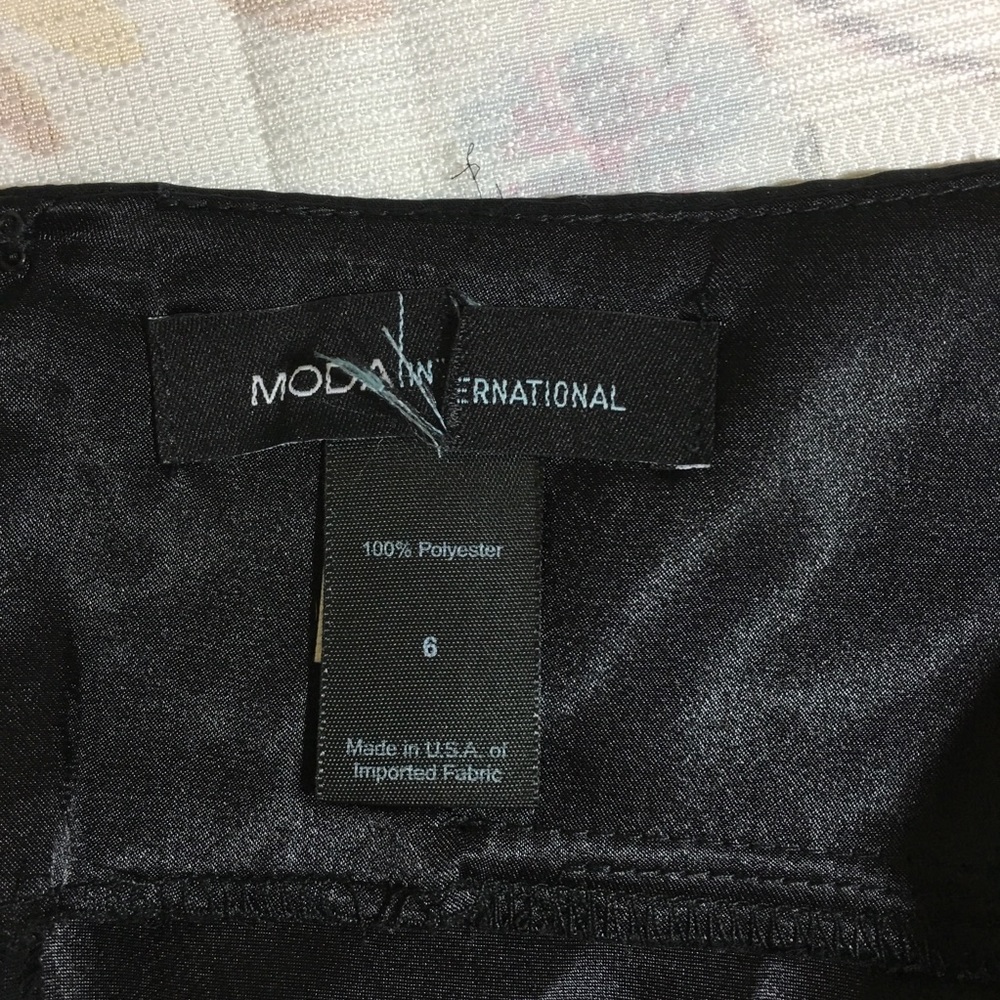 MODA INTERNATIONAL
100% Polyester
6
Made in U.S.A. of
Imported Fabric